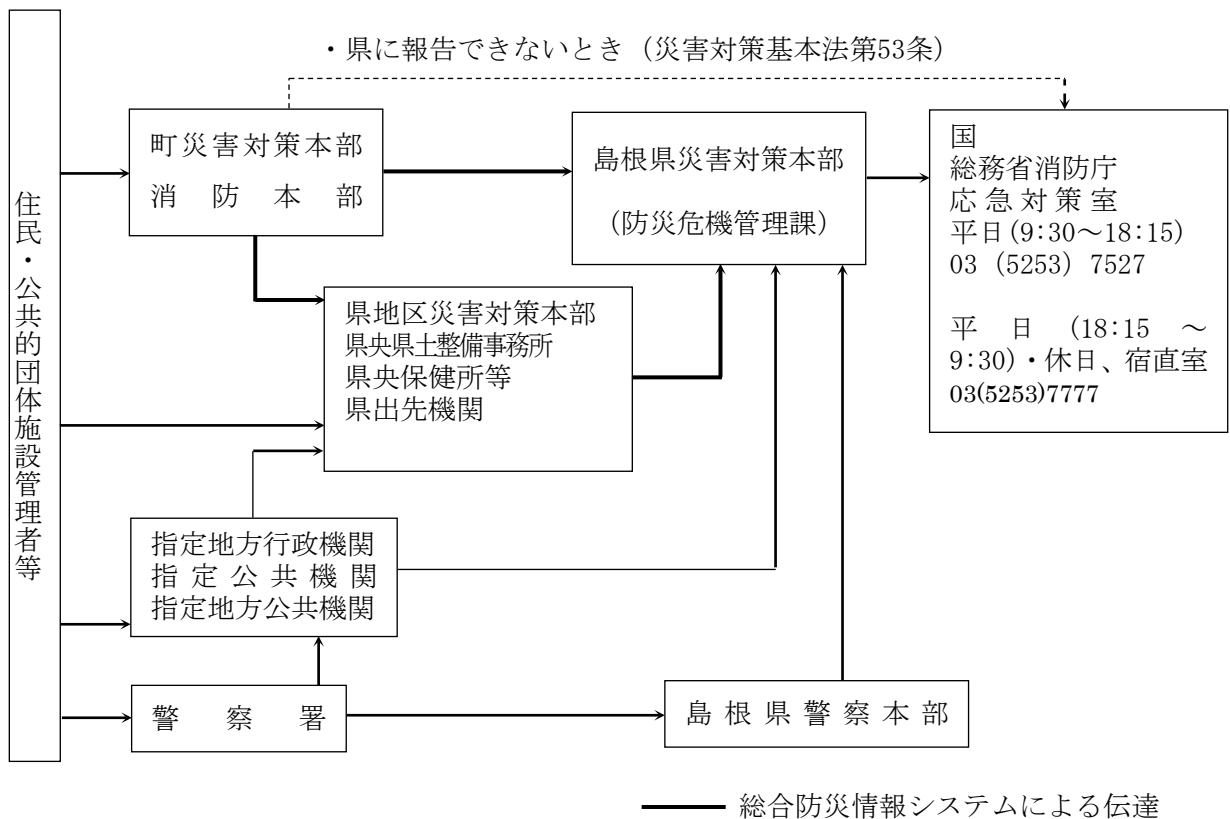 ・県に報告できないとき（災害対策基本法第53条）
住民・公共的団体施設管理者等
町災害対策本部
消防本部
島根県災害対策本部
（防災危機管理課）
国
総務省消防庁
応急対策室
平日(9:30～18:15)
03（5253）7527
平日(18:15～
9:30)・休日、宿直室
03(5253)7777
県地区災害対策本部
県央県土整備事務所
県央保健所等
県出先機関
指定地方行政機関
指定公共機関
指定地方公共機関
警察署
島根県警察本部
総合防災情報システムによる伝達